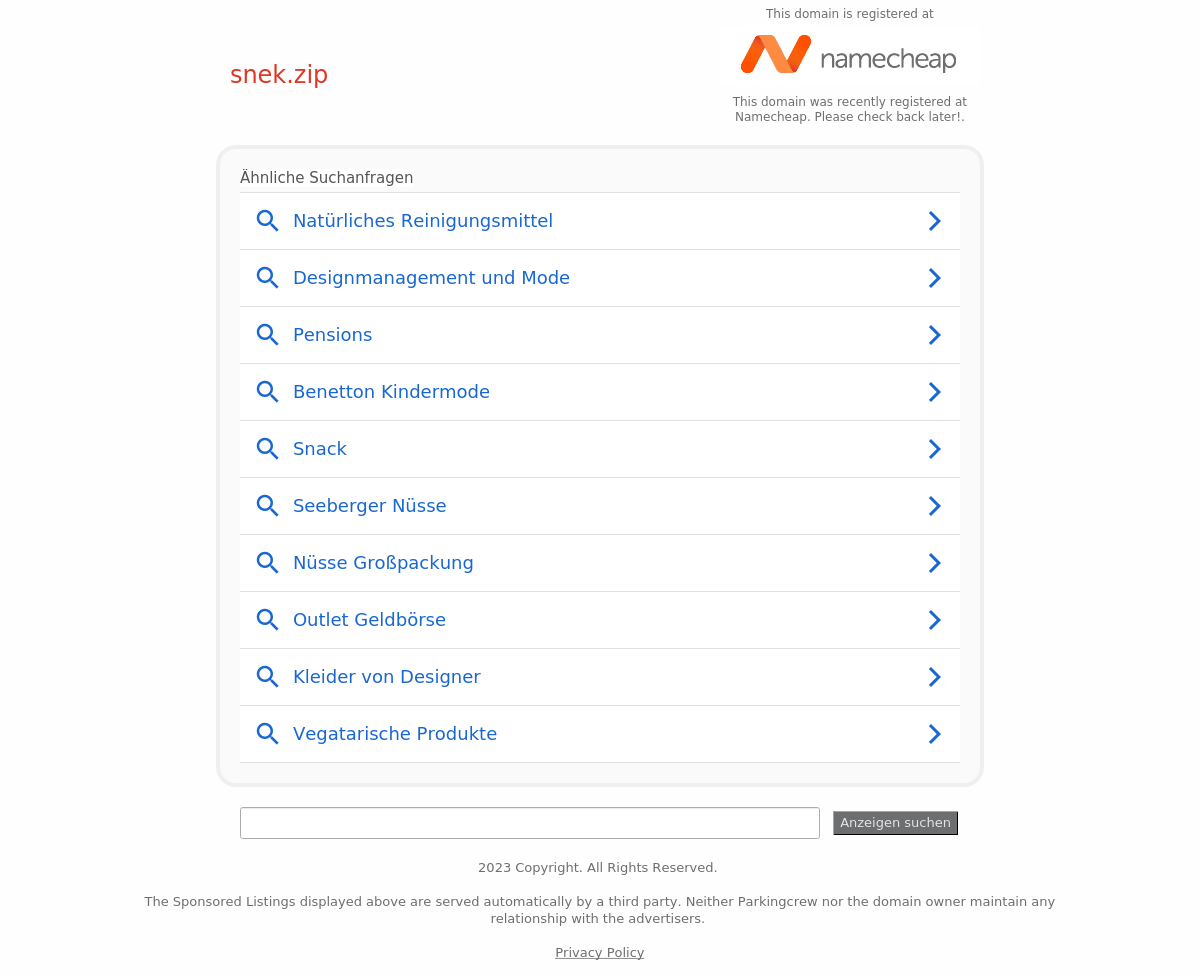 This domain is registered at
namecheap
snek.zip
This domain was recently registered at
Namecheap. Please check back later!.
Ähnliche Suchanfragen
Natürliches Reinigungsmittel
Designmanagement und Mode
Pensions
Benetton Kindermode
Snack
Seeberger Nüsse
Nüsse Großpackung
Outlet Geldbörse
Kleider von Designer
Vegatarische Produkte
Anzeigen suchen
2023 Copyright. All Rights Reserved.
The Sponsored Listings displayed above are served automatically by a third party. Neither Parkingcrew nor the domain owner maintain any
relationship with the advertisers.
Privacy Policy